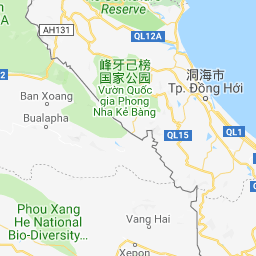 Reserve
AH131
QL12A
峰牙己榜
国家公园
Vườn Quốc
gia Phong
Nha Kẻ Bàng
洞海市
Tp. Đồng Hới
Ban Xoang
Bualapha
QL15
QL1
Phou Xang
He National
Bio-Diversity...
Vang Hai
Xepon